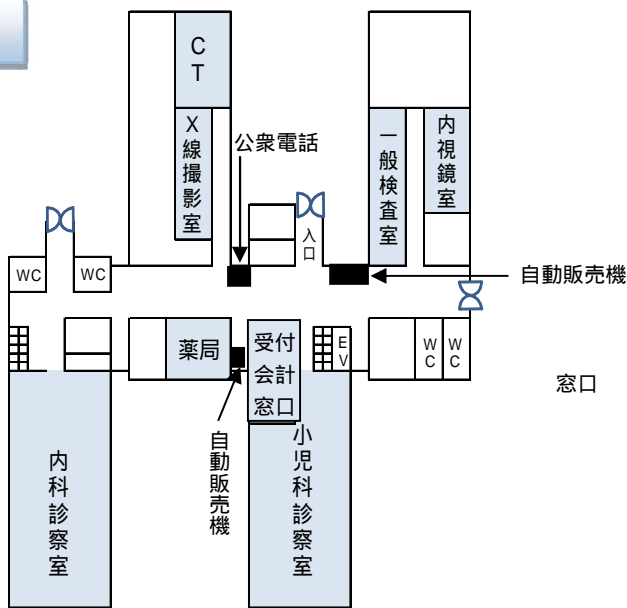 CT
X線撮影室
公衆電話
入口
一般検査室
内視鏡室
WC
WC
自動販売機
薬局
受付
会計
窓口
EV
WC
WC
窓口
自動販売機
内科診察室
小児科診察室